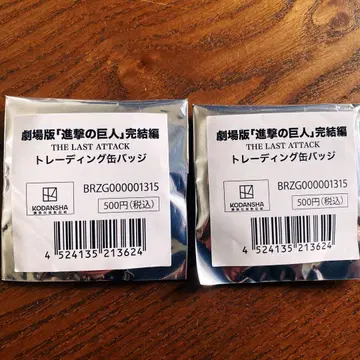 劇場版「進撃の巨人」完結編
THE LAST ATTACK
トレーディング缶バッジ
KODANSHA
BRZG000001315
500円(税込)
4 524135 213624
劇場版「進撃の巨人」完結編
THE LAST ATTACK
トレーディング缶バッジ
KODANSHA
BRZG000001315
500円(税込)
4 524135 213624